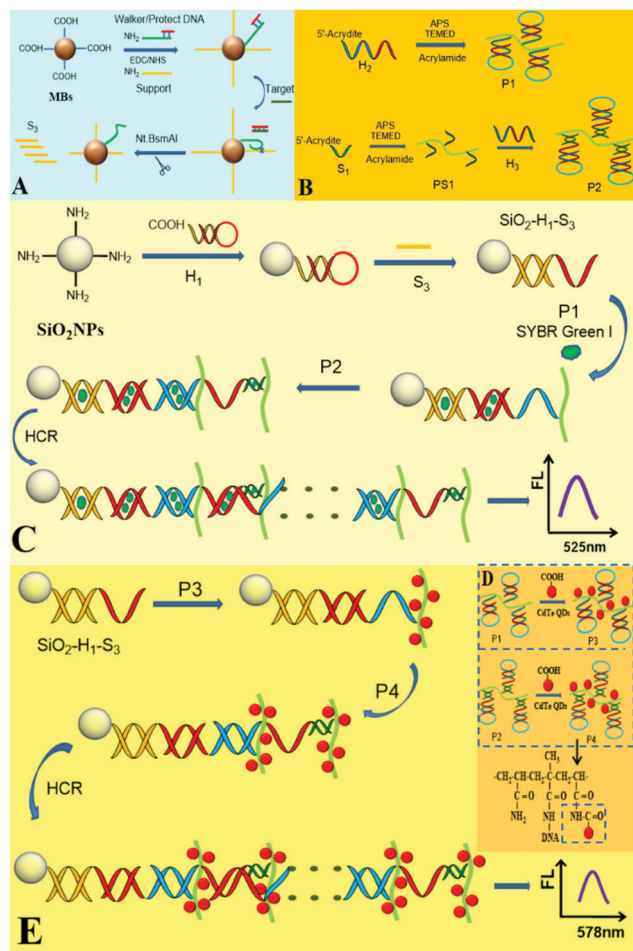 COOH
COOH
COOH
COOH
MBs
Walker/Protect DNA
NH2
EDC/NHS
NH2
Support
Target
S3
Nt.BsmAI
A
5'-Acrydite
H2
APS
TEMED
Acrylamide
P1
5'-Acrydite
S1
APS
TEMED
Acrylamide
PS1
H3
P2
B
NH2
NH2
NH2
NH2
SiO2NPs
COOH
H1
S3
SiO2-H1-S3
P1
SYBR Green I
P2
HCR
FL
525nm
C
SiO2-H1-S3
P3
P4
HCR
FL
578nm
E
D
P1
COOH
CdTe QDs
P3
P2
COOH
CdTe QDs
P4
CH3
-CH2-CH-CH2-C-CH2-CH-
C=O C=O C=O
NH2 NH NH-C=O
DNA